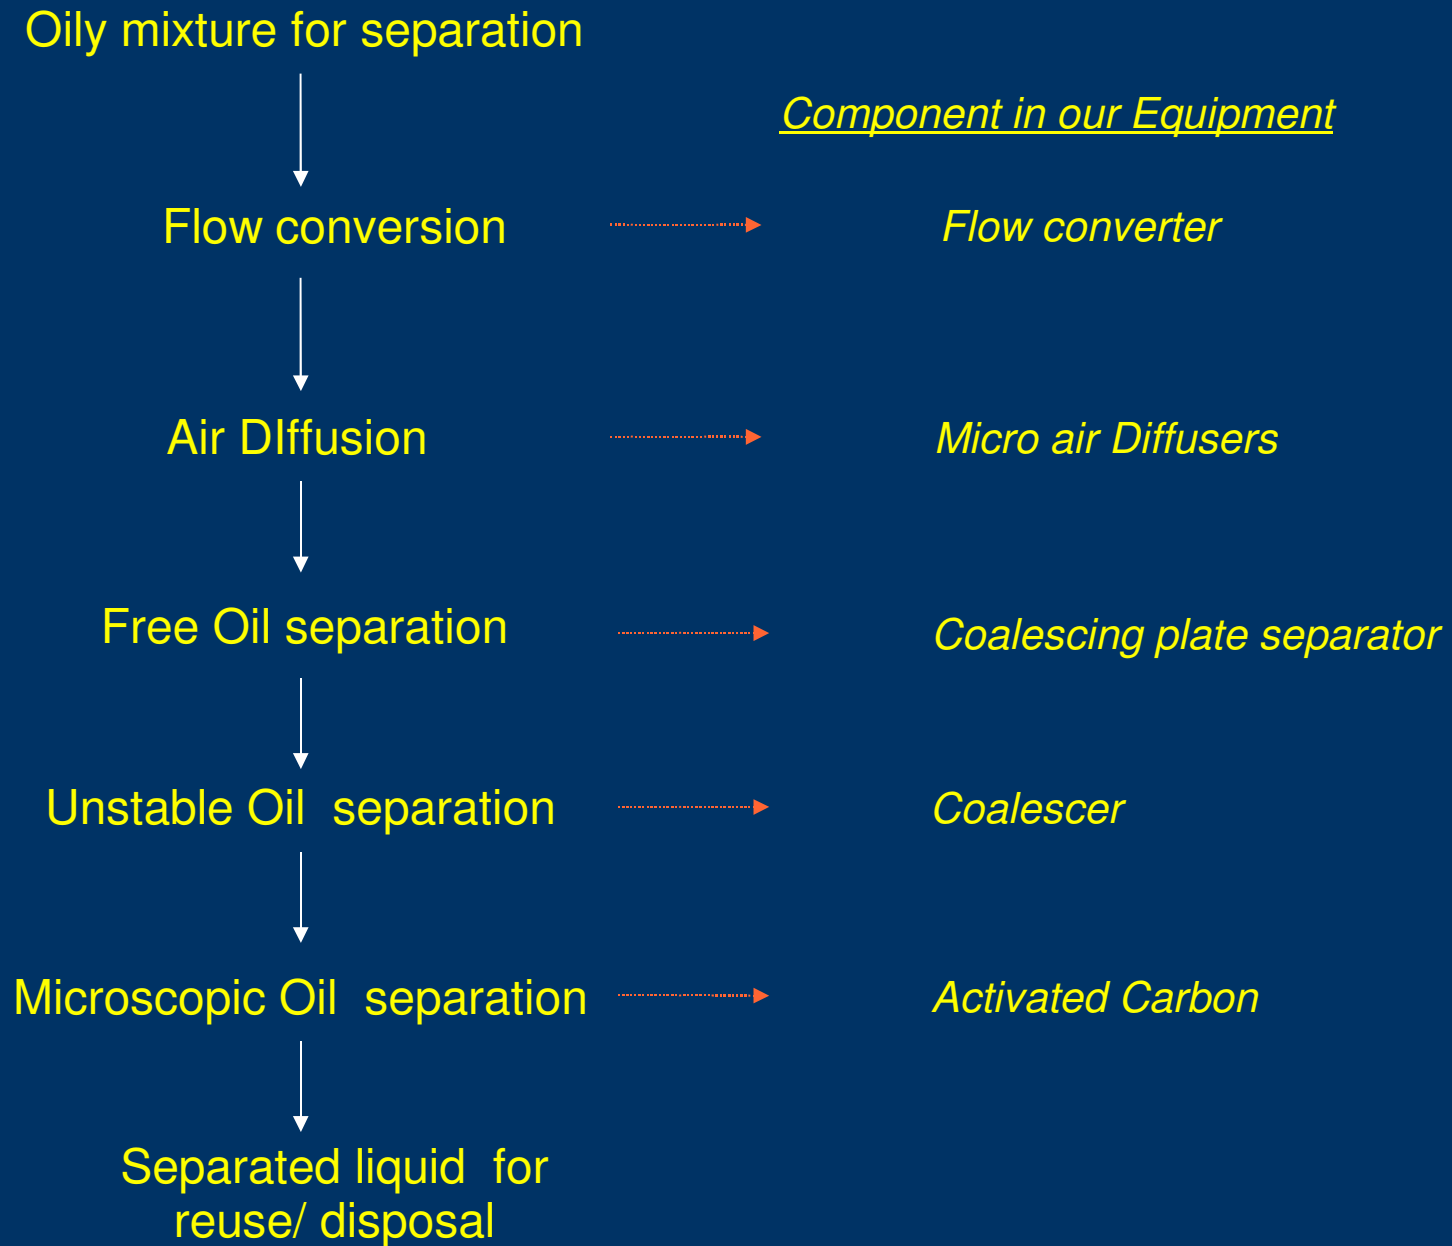 Oily mixture for separation
Component in our Equipment
Flow conversion
Flow converter
Air DIffusion
Micro air Diffusers
Free Oil separation
Coalescing plate separator
Unstable Oil  separation
Coalescer
Microscopic Oil  separation
Activated Carbon
Separated liquid  for
reuse/ disposal